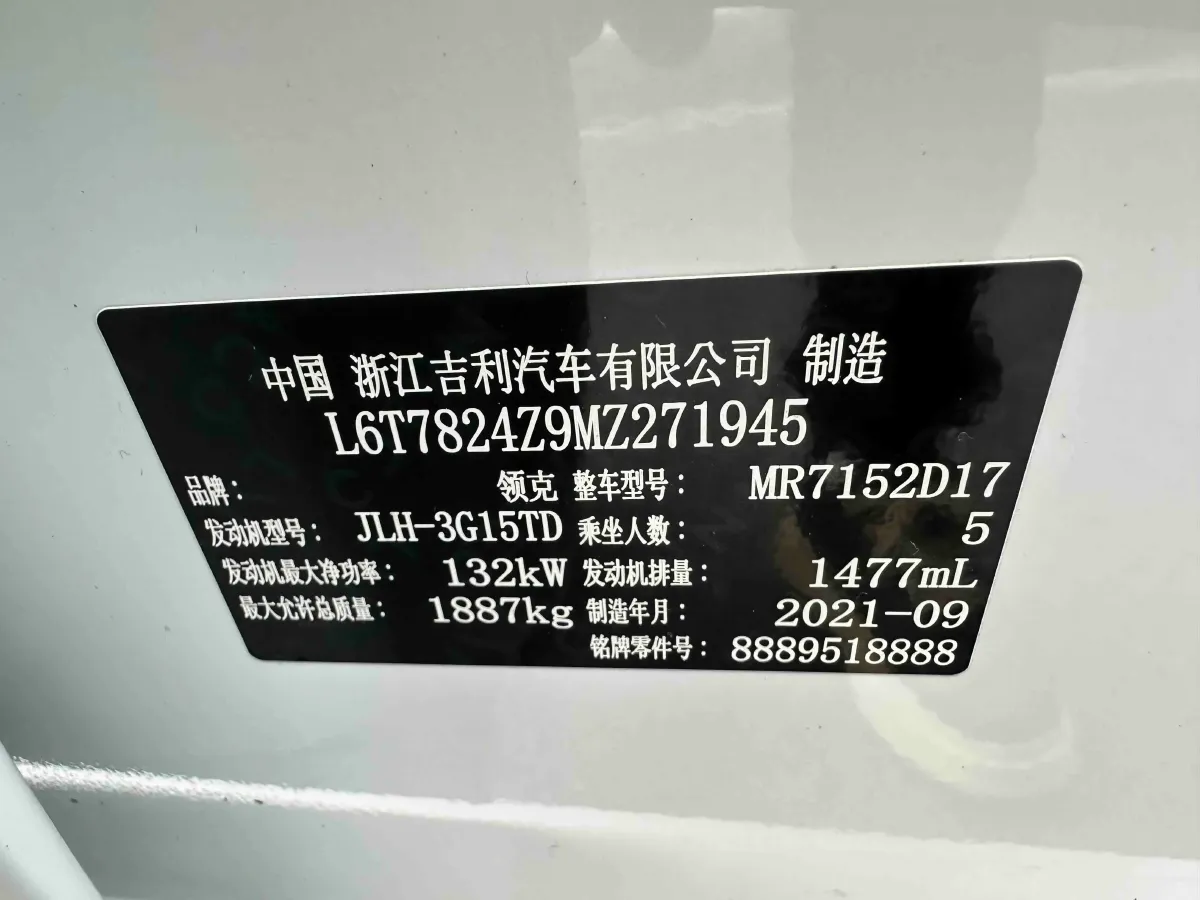 中国 浙江吉利汽车有限公司 制造
L6T7824Z9MZ271945
品牌： 领克 整车型号： MR7152D17
发动机型号： JLH-3G15TD 乘坐人数： 5
发动机最大净功率： 132kW 发动机排量： 1477mL
最大允许总质量： 1887kg 制造年月： 2021-09
铭牌零件号： 8889518888